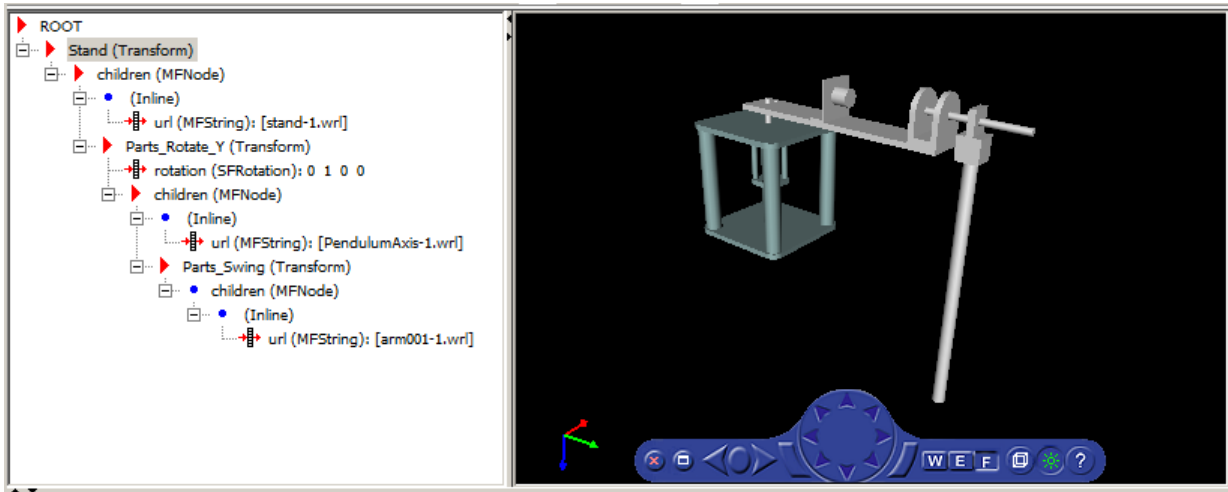 ROOT
Stand (Transform)
children (MFNode)
(Inline)
url (MFString): [stand-1.wrl]
Parts_Rotate_Y (Transform)
rotation (SFRotation): 0 1 0 0
children (MFNode)
(Inline)
url (MFString): [PendulumAxis-1.wrl]
Parts_Swing (Transform)
children (MFNode)
(Inline)
url (MFString): [arm001-1.wrl]
W E F ?